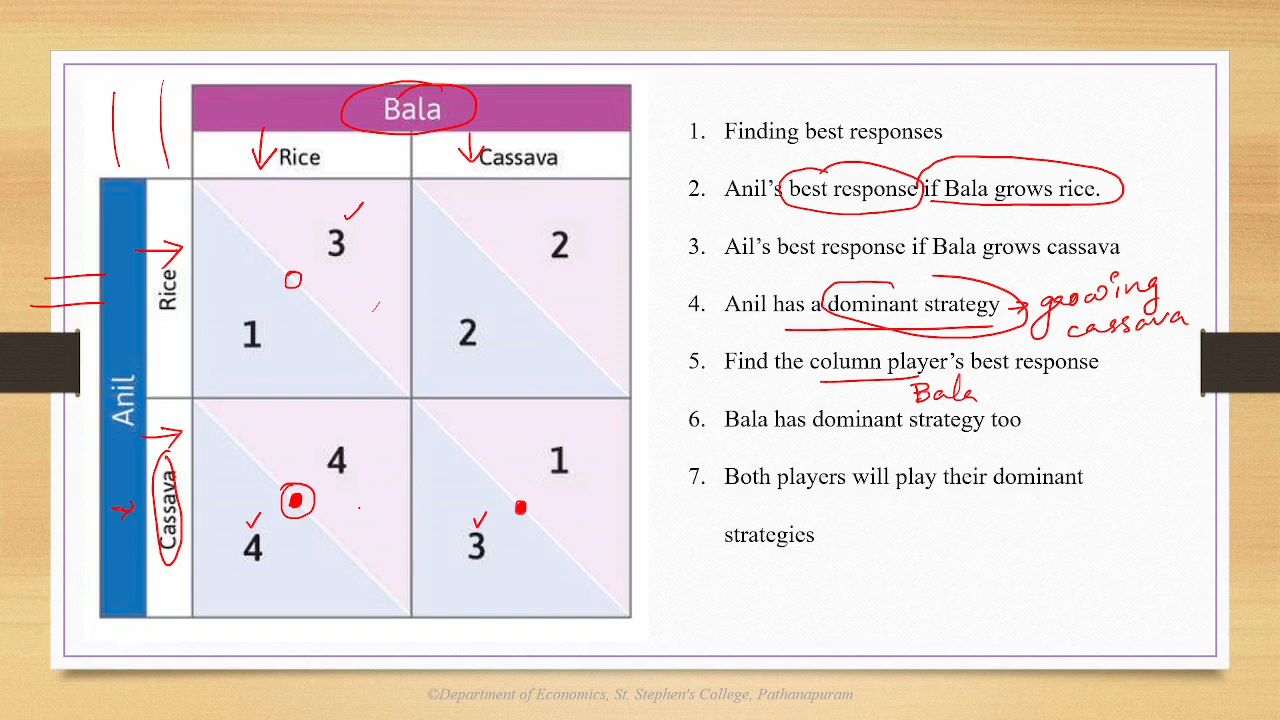 Bala
Rice
Cassava
Anil
Rice
3
1
2
2
Cassava
4
4
1
3
1. Finding best responses
2. Anil’s best response if Bala grows rice.
3. Ail’s best response if Bala grows cassava
4. Anil has a dominant strategy → growing
cassava
5. Find the column player’s best response
Bala
6. Bala has dominant strategy too
7. Both players will play their dominant
strategies
©Department of Economics, St. Stephen's College, Pathanapuram